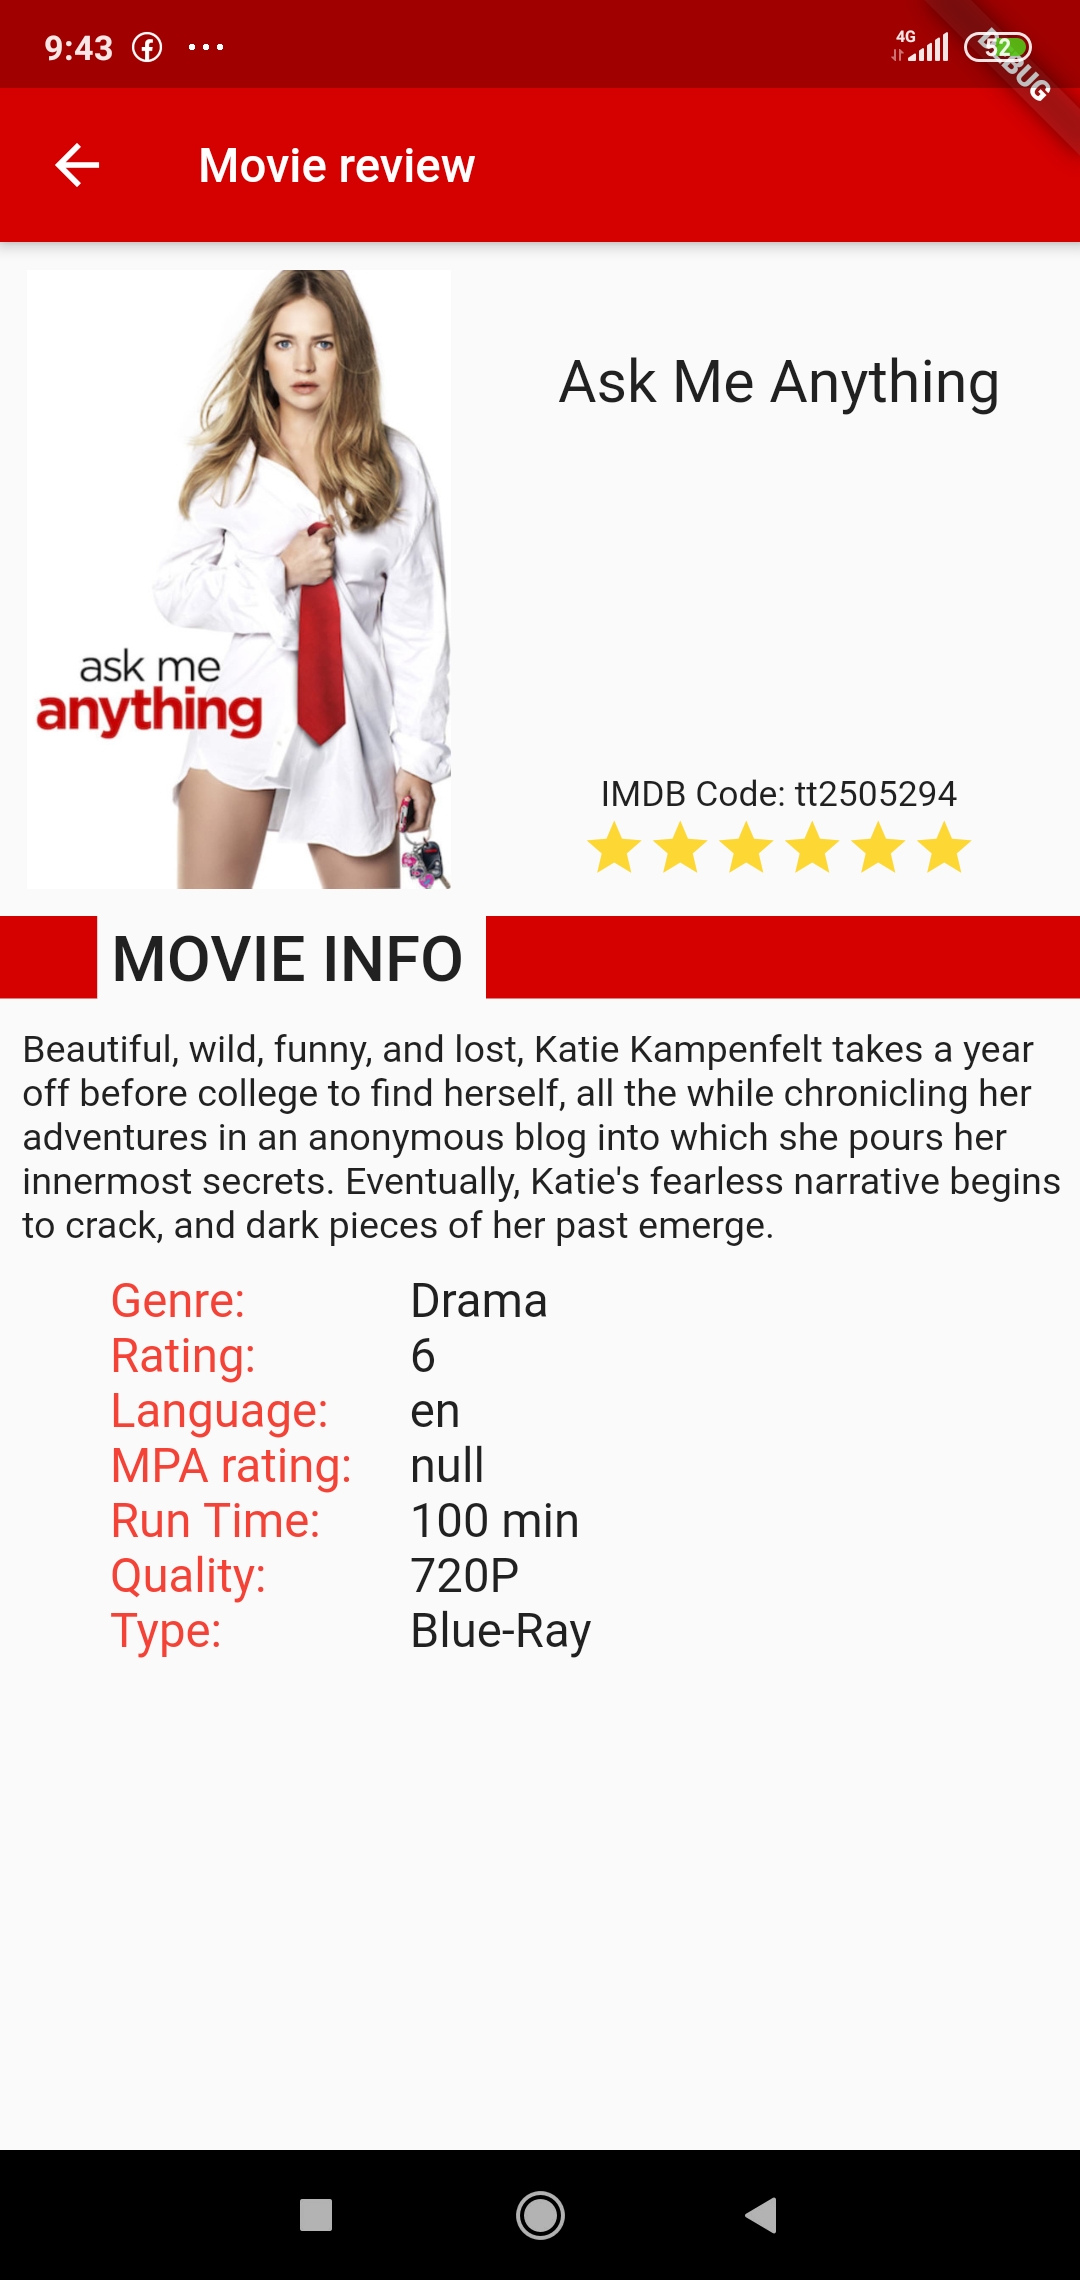 9:43
4G
52
DEBUG
Movie review
ask me
anything
Ask Me Anything
IMDB Code: tt2505294
MOVIE INFO
Beautiful, wild, funny, and lost, Katie Kampenfelt takes a year
off before college to find herself, all the while chronicling her
adventures in an anonymous blog into which she pours her
innermost secrets. Eventually, Katie's fearless narrative begins
to crack, and dark pieces of her past emerge.
Genre: Drama
Rating: 6
Language: en
MPA rating: null
Run Time: 100 min
Quality: 720P
Type: Blue-Ray